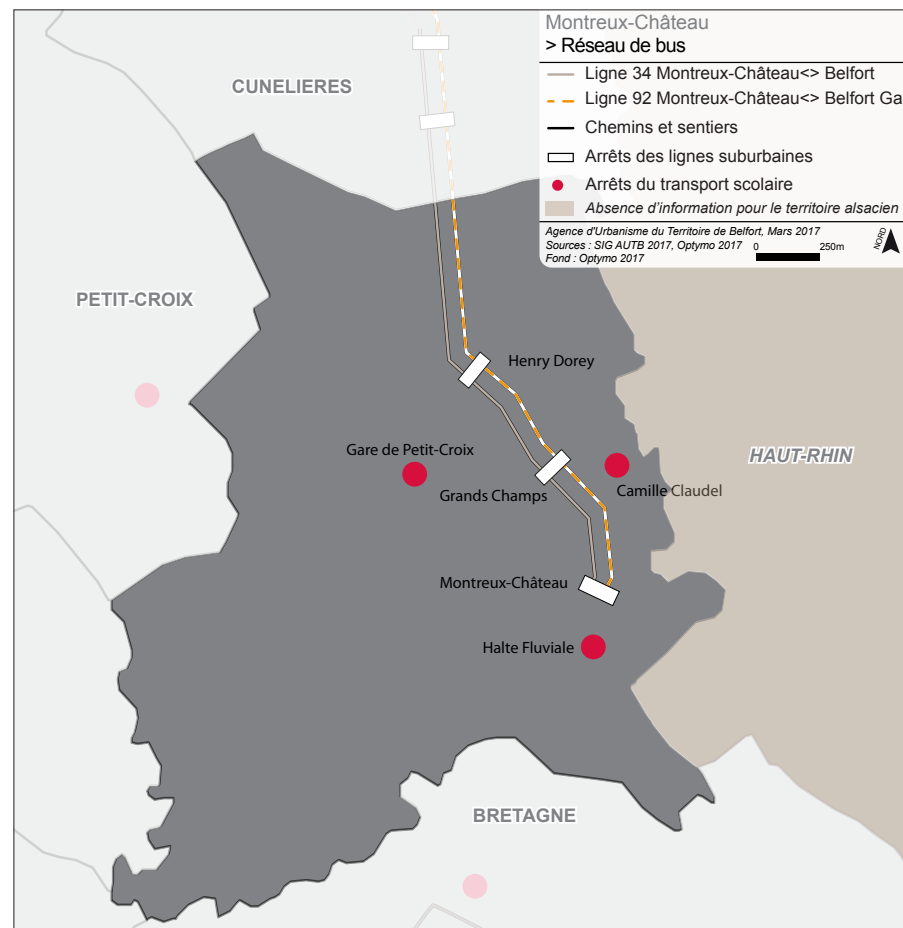 Montreux-Château
> Réseau de bus
Ligne 34 Montreux-Château<> Belfort
Ligne 92 Montreux-Château<> Belfort Ga
Chemins et sentiers
Arrêts des lignes suburbaines
Arrêts du transport scolaire
Absence d'information pour le territoire alsacien
Agence d'Urbanisme du Territoire de Belfort, Mars 2017
Sources : SIG AUTB 2017, Optymo 2017
Fond : Optymo 2017
0 250m
NORD
CUNELIERES
PETIT-CROIX
Henry Dorey
Gare de Petit-Croix
HAUT-RHIN
Grands Champs
Camille Claudel
Montreux-Château
Halte Fluviale
BRETAGNE